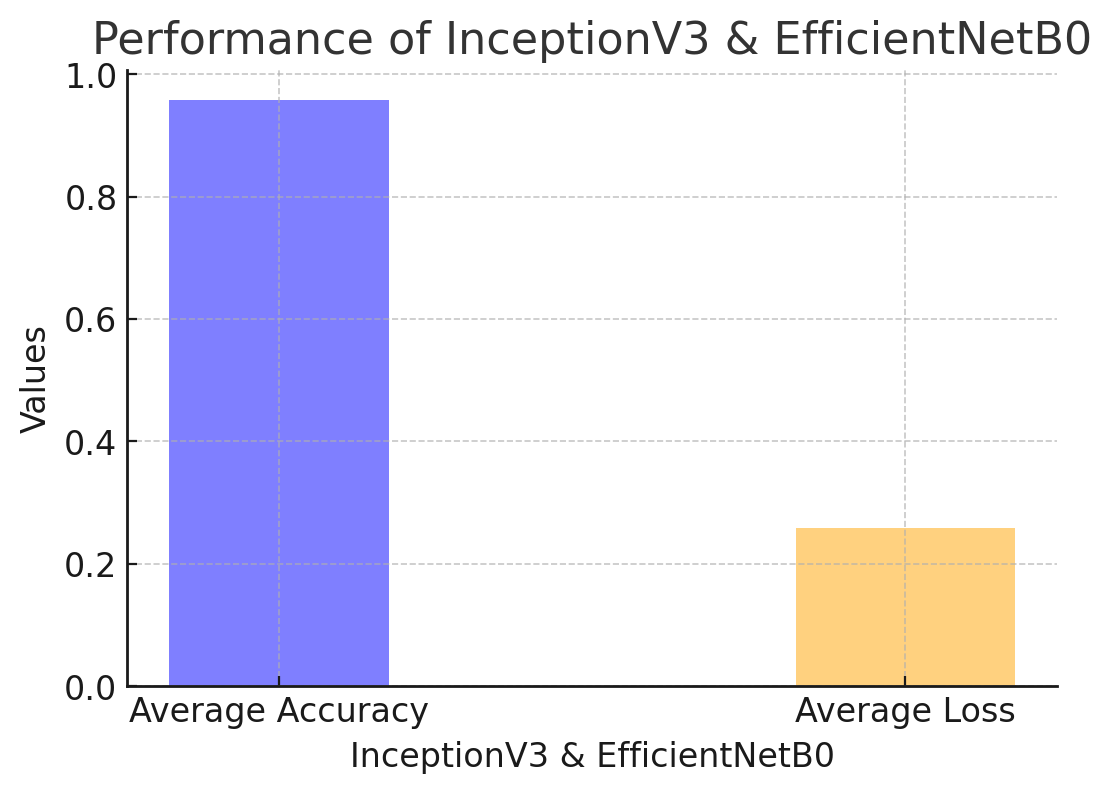 Performance of InceptionV3 & EfficientNetB0
1.0
0.8
0.6
0.4
0.2
0.0
Values
Average Accuracy
Average Loss
InceptionV3 & EfficientNetB0